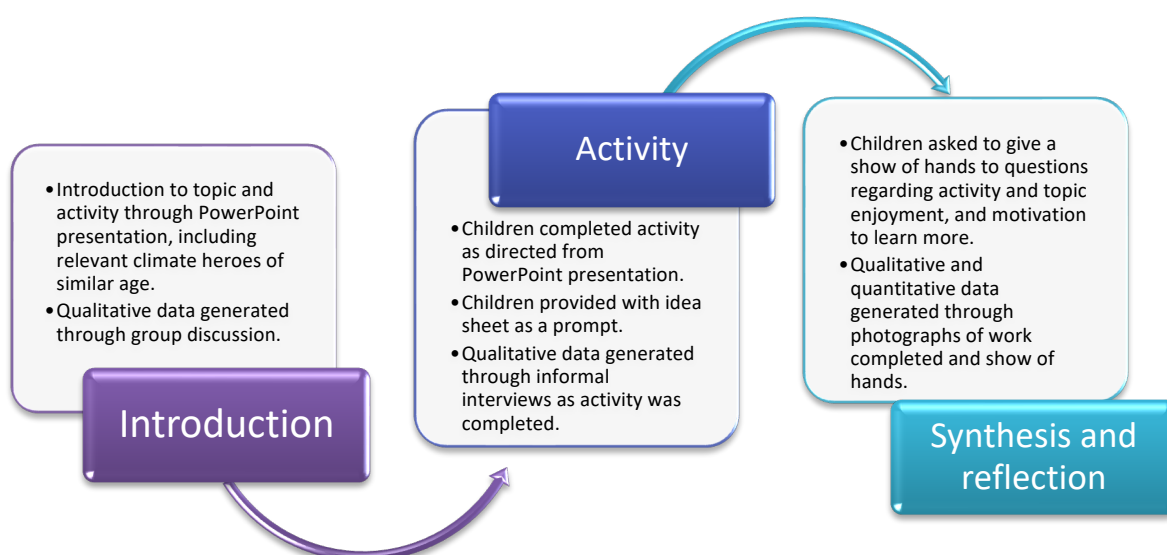 •Introduction to topic and
activity through PowerPoint
presentation, including
relevant climate heroes of
similar age.
•Qualitative data generated
through group discussion.
Introduction
Activity
•Children completed activity
as directed from
PowerPoint presentation.
•Children provided with idea
sheet as a prompt.
•Qualitative data generated
through informal
interviews as activity was
completed.
•Children asked to give a
show of hands to questions
regarding activity and topic
enjoyment, and motivation
to learn more.
•Qualitative and
quantitative data
generated through
photographs of work
completed and show of
hands.
Synthesis and
reflection